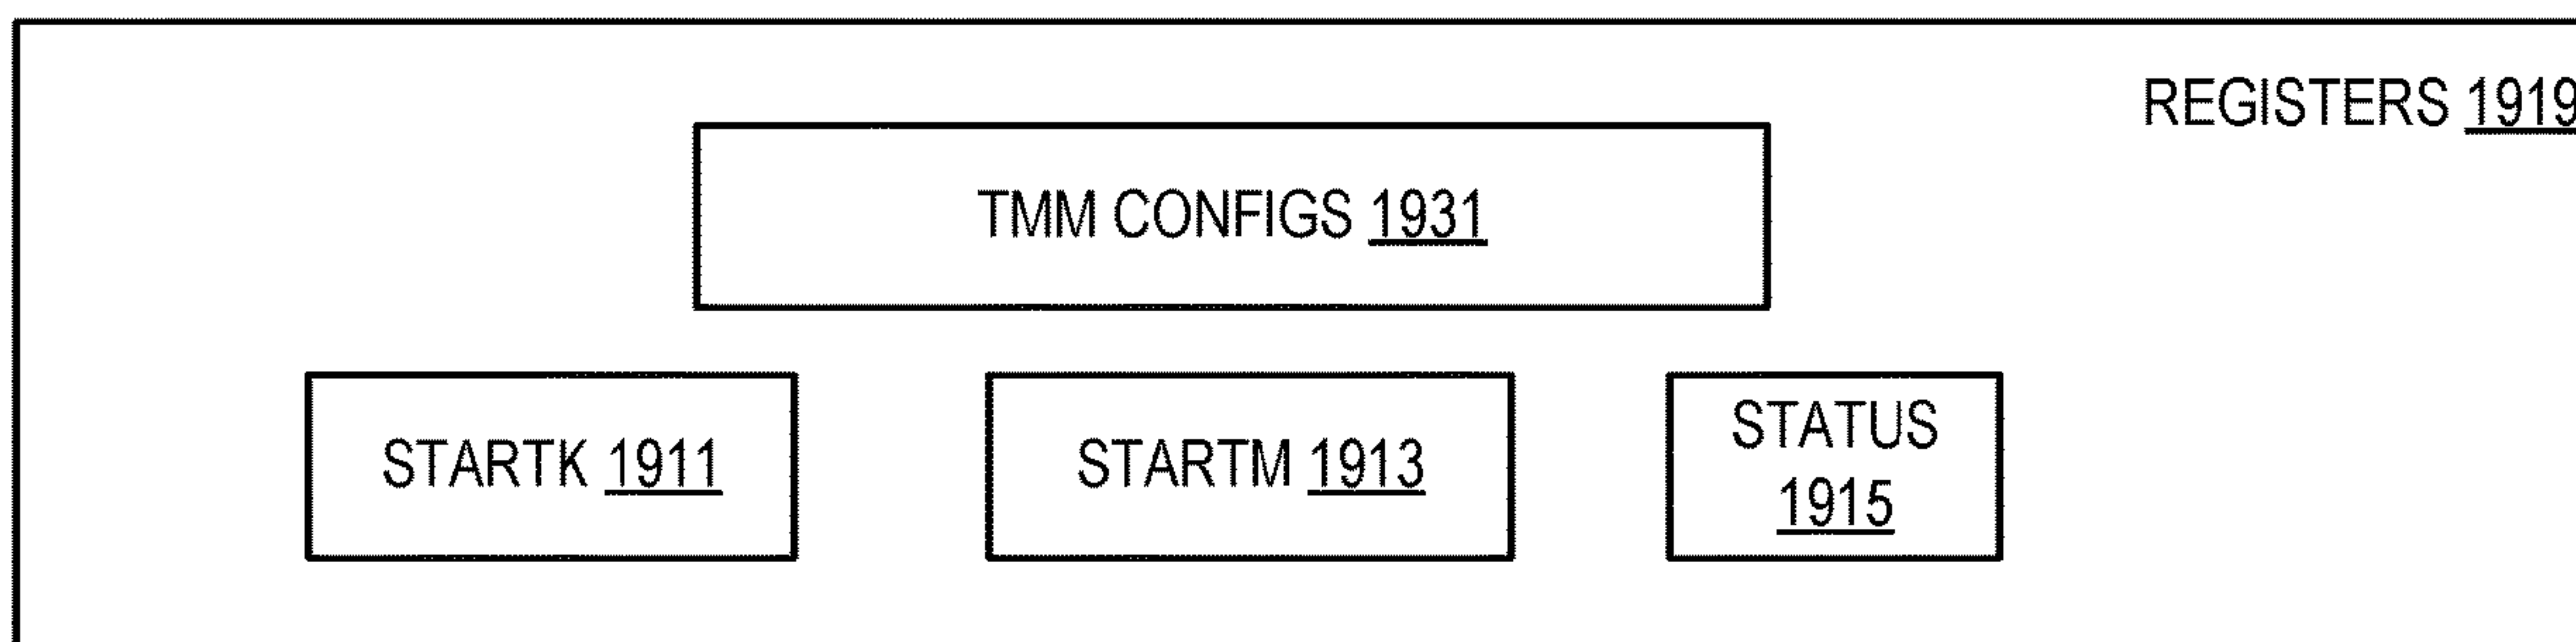 REGISTERS 1919
TMM CONFIGS 1931
STARTK 1911
STARTM 1913
STATUS
1915